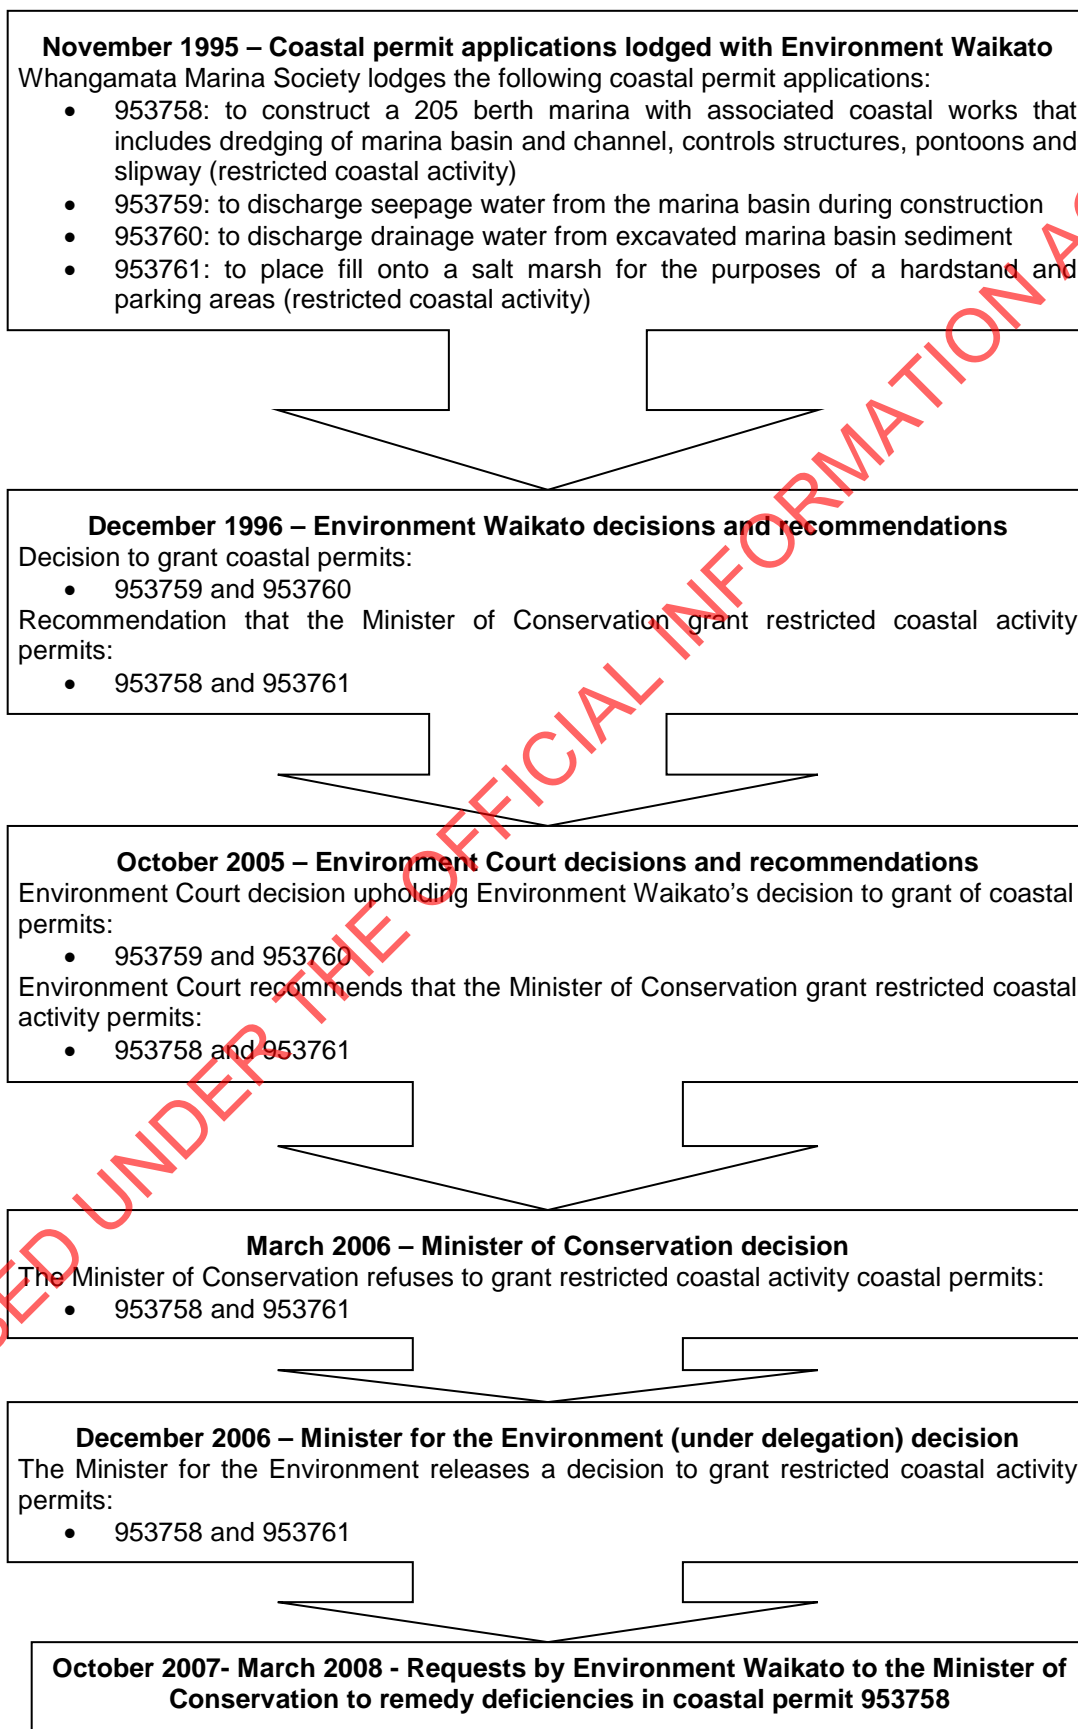 November 1995 – Coastal permit applications lodged with Environment Waikato
Whangamata Marina Society lodges the following coastal permit applications:
• 953758: to construct a 205 berth marina with associated coastal works that
includes dredging of marina basin and channel, controls structures, pontoons and
slipway (restricted coastal activity)
• 953759: to discharge seepage water from the marina basin during construction
• 953760: to discharge drainage water from excavated marina basin sediment
• 953761: to place fill onto a salt marsh for the purposes of a hardstand and
parking areas (restricted coastal activity)
December 1996 – Environment Waikato decisions and recommendations
Decision to grant coastal permits:
• 953759 and 953760
Recommendation that the Minister of Conservation grant restricted coastal activity
permits:
• 953758 and 953761
October 2005 – Environment Court decisions and recommendations
Environment Court decision upholding Environment Waikato's decision to grant of coastal
permits:
• 953759 and 953760
Environment Court recommends that the Minister of Conservation grant restricted coastal
activity permits:
• 953758 and 953761
March 2006 – Minister of Conservation decision
The Minister of Conservation refuses to grant restricted coastal activity coastal permits:
• 953758 and 953761
December 2006 – Minister for the Environment (under delegation) decision
The Minister for the Environment releases a decision to grant restricted coastal activity
permits:
• 953758 and 953761
October 2007- March 2008 - Requests by Environment Waikato to the Minister of
Conservation to remedy deficiencies in coastal permit 953758
UNDER THE OFFICIAL INFORMATION